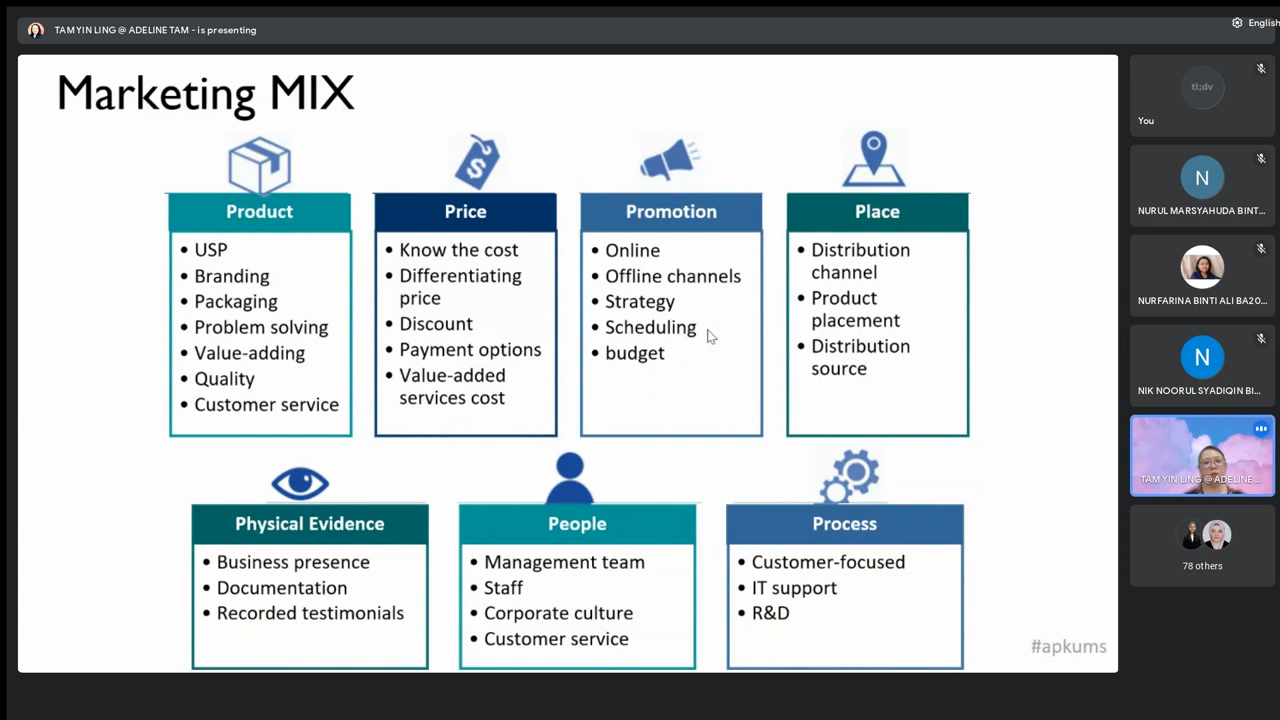 TAM YIN LING @ ADELINE TAM - is presenting
English
Marketing MIX
Product
• USP
• Branding
• Packaging
• Problem solving
• Value-adding
• Quality
• Customer service
Price
• Know the cost
• Differentiating
price
• Discount
• Payment options
• Value-added
services cost
Promotion
• Online
• Offline channels
• Strategy
• Scheduling
• budget
Place
• Distribution
channel
• Product
placement
• Distribution
source
Physical Evidence
• Business presence
• Documentation
• Recorded testimonials
People
• Management team
• Staff
• Corporate culture
• Customer service
Process
• Customer-focused
• IT support
• R&D
#apkums
tl;dv
You
N
NURUL MARSYAHUDA BINT...
NURFARINA BINTI ALI BA20...
N
NIK NOORUL SYADIQIN BI...
TAM YIN LING @ ADELINE ...
78 others